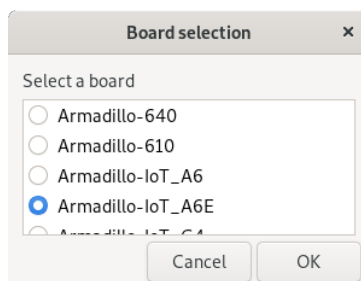 Board selection
×
Select a board
Armadillo-640
Armadillo-610
Armadillo-IoT_A6
Armadillo-IoT_A6E
Cancel
OK